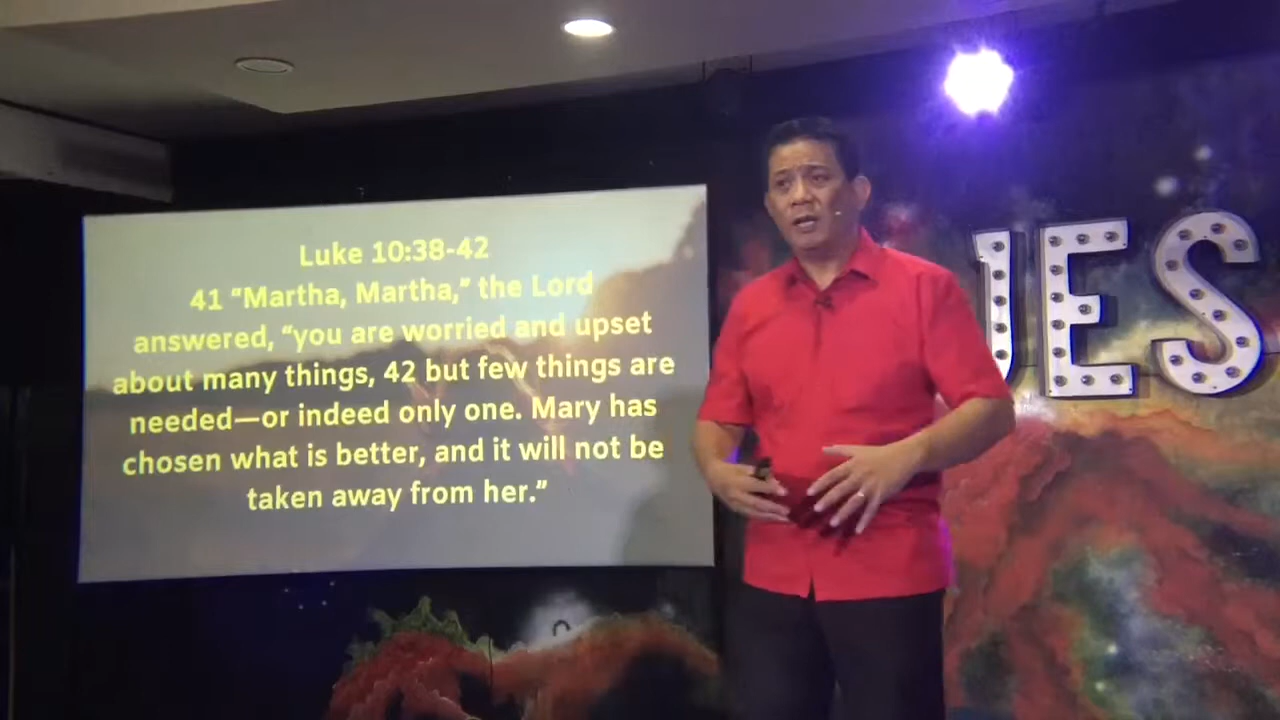 Luke 10:38-42
41 “Martha, Martha,” the Lord
answered, “you are worried and upset
about many things, 42 but few things are
needed—or indeed only one. Mary has
chosen what is better, and it will not be
taken away from her.”
JES